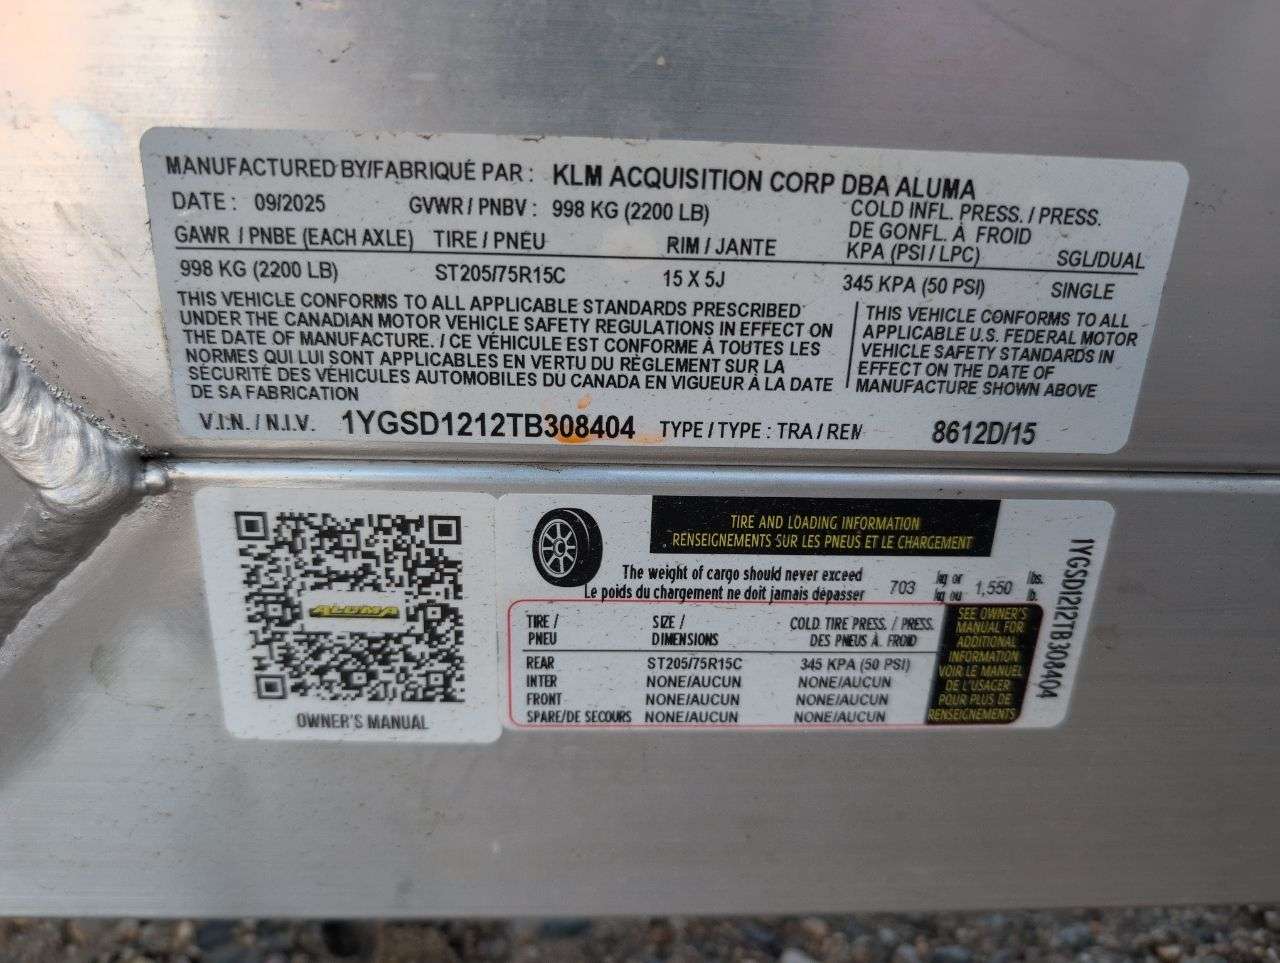 MANUFACTURED BY/FABRIQUÉ PAR : KLM ACQUISITION CORP DBA ALUMA
DATE : 09/2025 GVWR / PNBV : 998 KG (2200 LB) COLD INFL. PRESS. / PRESS.
DE GONFL. À FROID
GAWR / PNBE (EACH AXLE) TIRE / PNEU RIM / JANTE KPA (PSI / LPC) SGL/DUAL
998 KG (2200 LB) ST205/75R15C 15 X 5J 345 KPA (50 PSI) SINGLE
THIS VEHICLE CONFORMS TO ALL APPLICABLE STANDARDS PRESCRIBED
UNDER THE CANADIAN MOTOR VEHICLE SAFETY REGULATIONS IN EFFECT ON
THE DATE OF MANUFACTURE. / CE VÉHICULE EST CONFORME À TOUTES LES
NORMES QUI LUI SONT APPLICABLES EN VERTU DU RÈGLEMENT SUR LA
SÉCURITÉ DES VÉHICULES AUTOMOBILES DU CANADA EN VIGUEUR À LA DATE
DE SA FABRICATION
THIS VEHICLE CONFORMS TO ALL
APPLICABLE U.S. FEDERAL MOTOR
VEHICLE SAFETY STANDARDS IN
EFFECT ON THE DATE OF
MANUFACTURE SHOWN ABOVE
V.I.N. / N.I.V. 1YGSD1212TB308404 TYPE / TYPE : TRA / REM 8612D/15
ALUMA
OWNER'S MANUAL
TIRE AND LOADING INFORMATION
RENSEIGNEMENTS SUR LES PNEUS ET LE CHARGEMENT
The weight of cargo should never exceed 703 kg or 1,550 lbs.
Le poids du chargement ne doit jamais dépasser kg ou lb.
TIRE / SIZE / COLD TIRE PRESS. / PRESS.
PNEU DIMENSIONS DES PNEUS À FROID
REAR ST205/75R15C 345 KPA (50 PSI)
INTER NONE/AUCUN NONE/AUCUN
FRONT NONE/AUCUN NONE/AUCUN
SPARE/DE SECOURS NONE/AUCUN NONE/AUCUN
SEE OWNER'S
MANUAL FOR
ADDITIONAL
INFORMATION
VOIR LE MANUEL
DE L'USAGER
POUR PLUS DE
RENSEIGNEMENTS
1YGSD1212TB308404